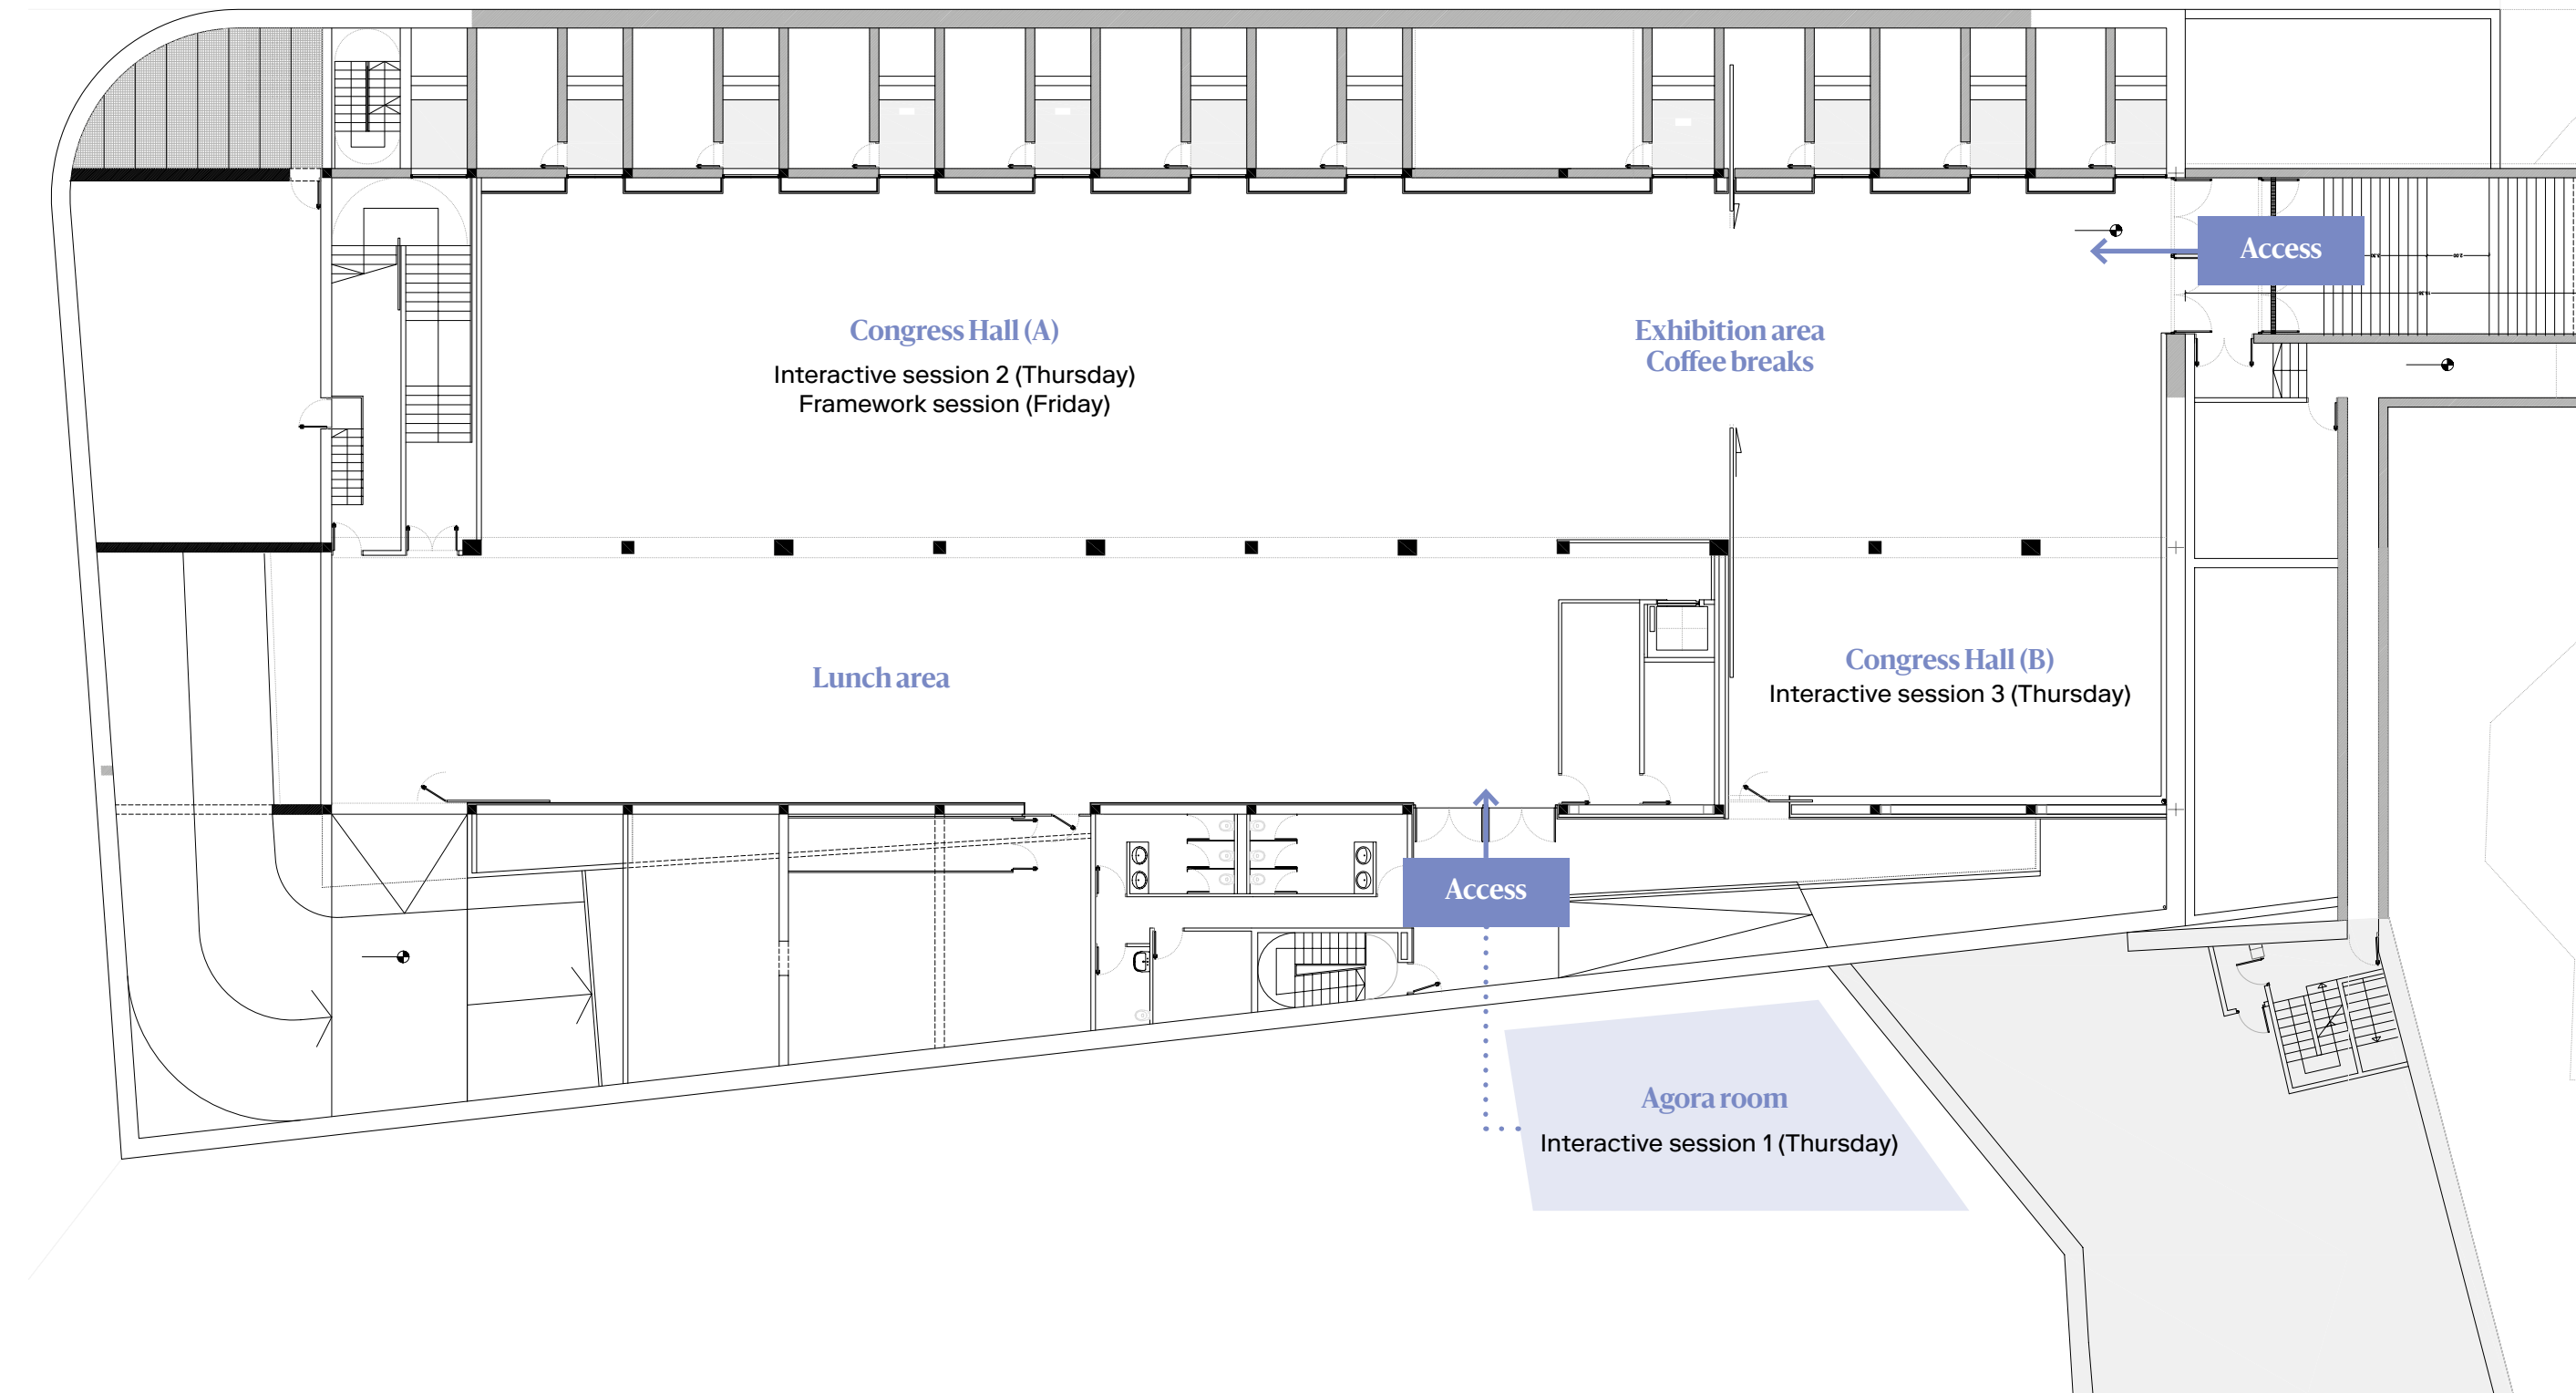 Access
Congress Hall (A)
Interactive session 2 (Thursday)
Framework session (Friday)
Exhibition area
Coffee breaks
Lunch area
Congress Hall (B)
Interactive session 3 (Thursday)
Access
Agora room
Interactive session 1 (Thursday)